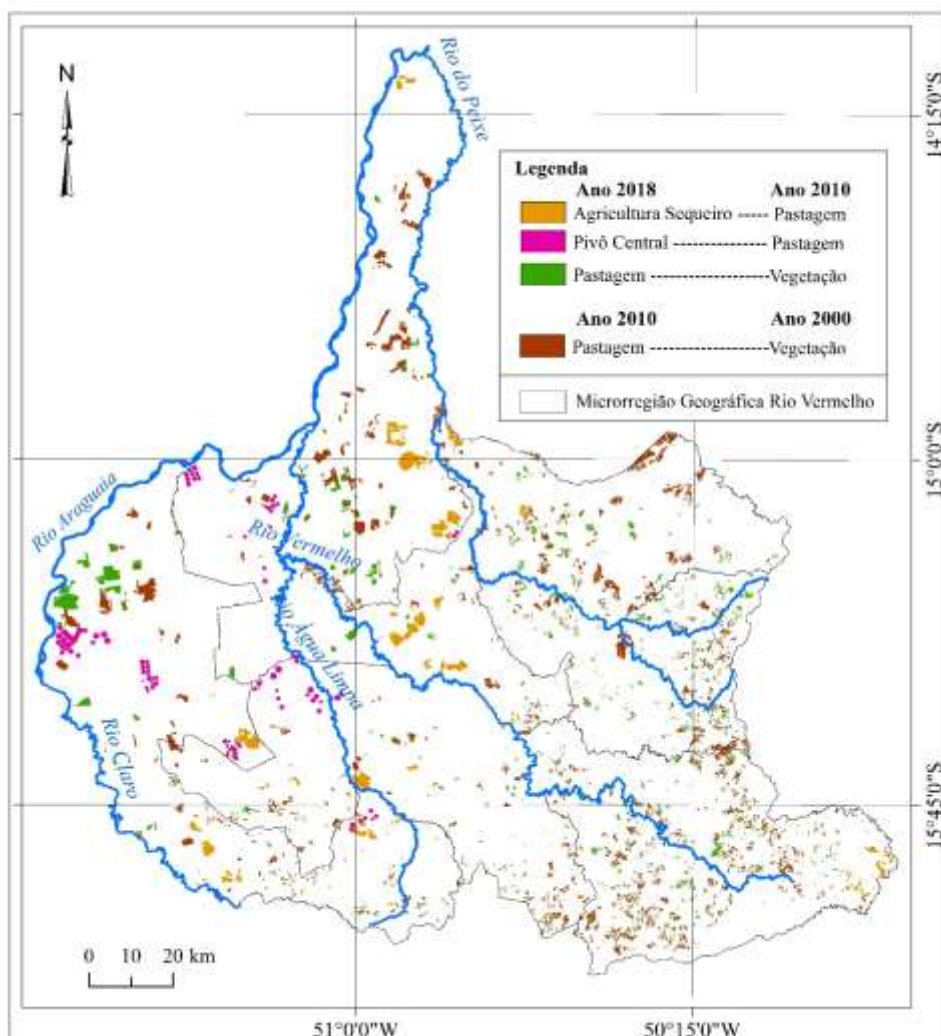 N
Rio do Peixe
14°15'0"S
Legenda
Ano 2018 Ano 2010
Agricultura Sequeiro ----- Pastagem
Pivô Central ------------------ Pastagem
Pastagem --------------------- Vegetação
Ano 2010 Ano 2000
Pastagem --------------------- Vegetação
Microrregião Geográfica Rio Vermelho
15°0'0"S
Rio Araguaia
Rio Vermelho
Água Limpa
Rio Claro
15°45'0"S
0 10 20 km
51°0'0"W 50°15'0"W